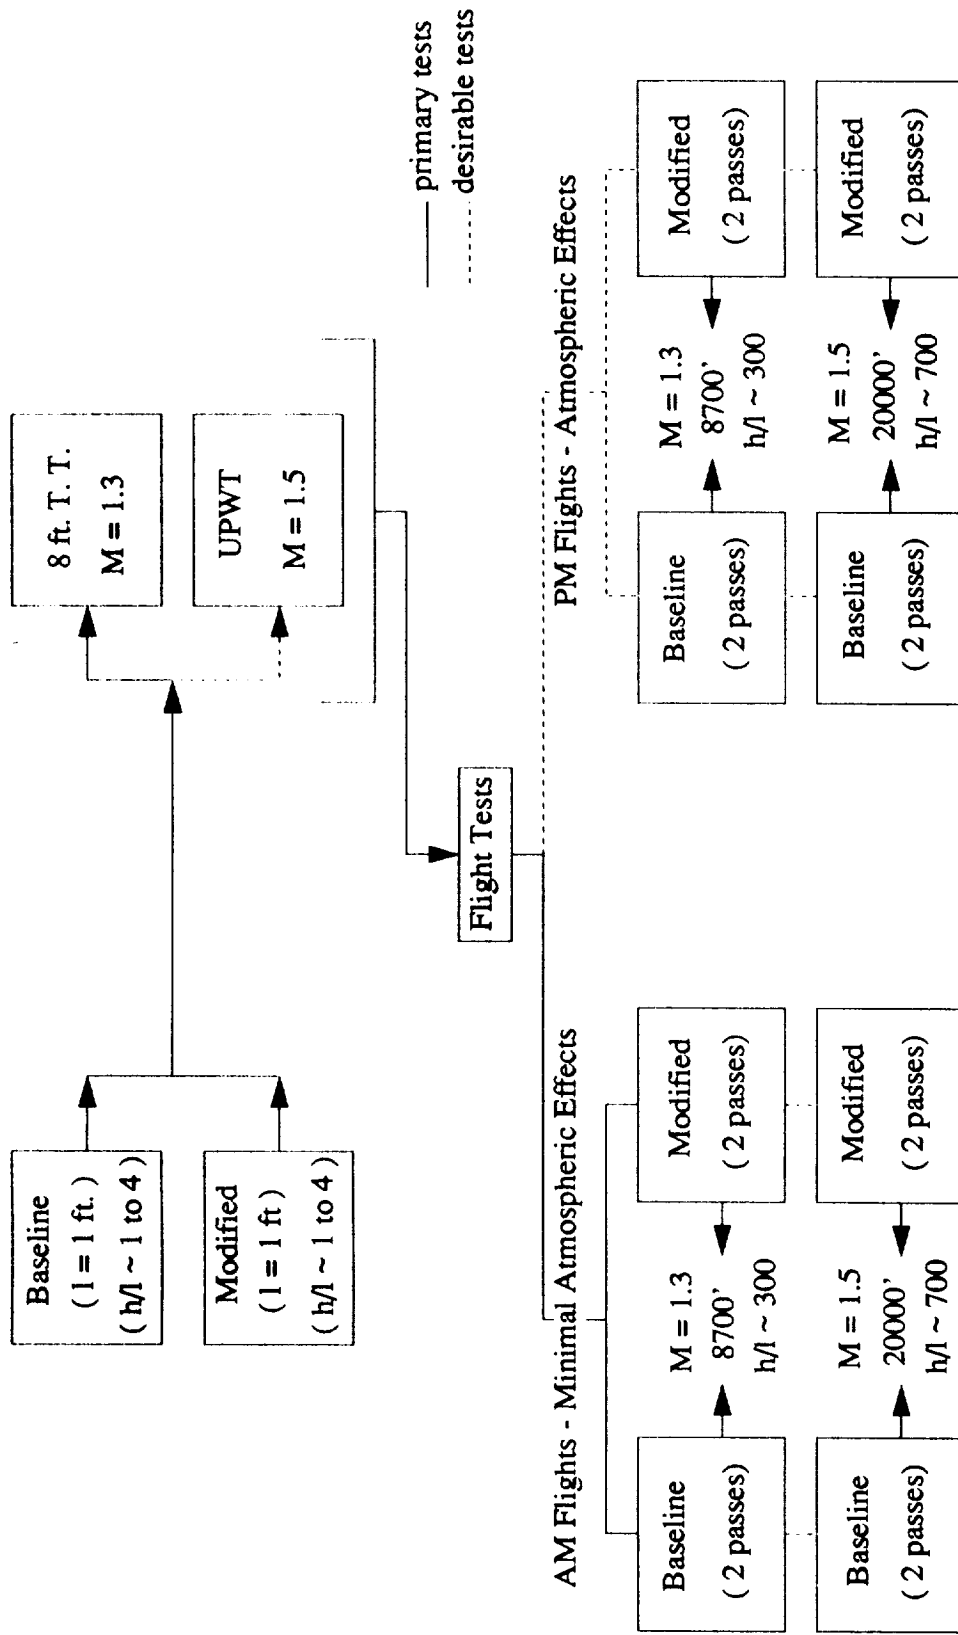 Baseline
( l = 1 ft. )
( h/l ~ 1 to 4 )
Modified
( l = 1 ft )
( h/l ~ 1 to 4 )
8 ft. T. T.
M = 1.3
UPWT
M = 1.5
primary tests
desirable tests
Flight Tests
AM Flights - Minimal Atmospheric Effects
Baseline
( 2 passes)
M = 1.3
8700'
h/l ~ 300
Modified
( 2 passes)
Baseline
( 2 passes)
M = 1.5
20000'
h/l ~ 700
Modified
( 2 passes)
PM Flights - Atmospheric Effects
Baseline
( 2 passes)
M = 1.3
8700'
h/l ~ 300
Modified
( 2 passes)
Baseline
( 2 passes)
M = 1.5
20000'
h/l ~ 700
Modified
( 2 passes)